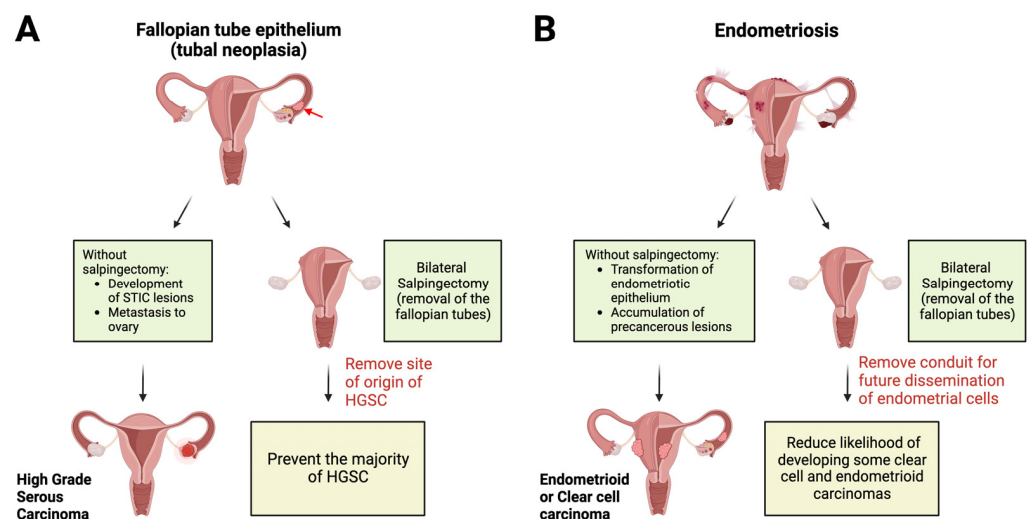 A
Fallopian tube epithelium
(tubal neoplasia)
Without
salpingectomy:
• Development
of STIC lesions
• Metastasis to
ovary
Bilateral
Salpingectomy
(removal of the
fallopian tubes)
Remove site
of origin of
HGSC
High Grade
Serous
Carcinoma
Prevent the majority
of HGSC
B
Endometriosis
Without salpingectomy:
• Transformation of
endometriotic
epithelium
• Accumulation of
precancerous lesions
Bilateral
Salpingectomy
(removal of the
fallopian tubes)
Remove conduit for
future dissemination
of endometrial cells
Endometrioid
or Clear cell
carcinoma
Reduce likelihood of
developing some clear
cell and endometrioid
carcinomas